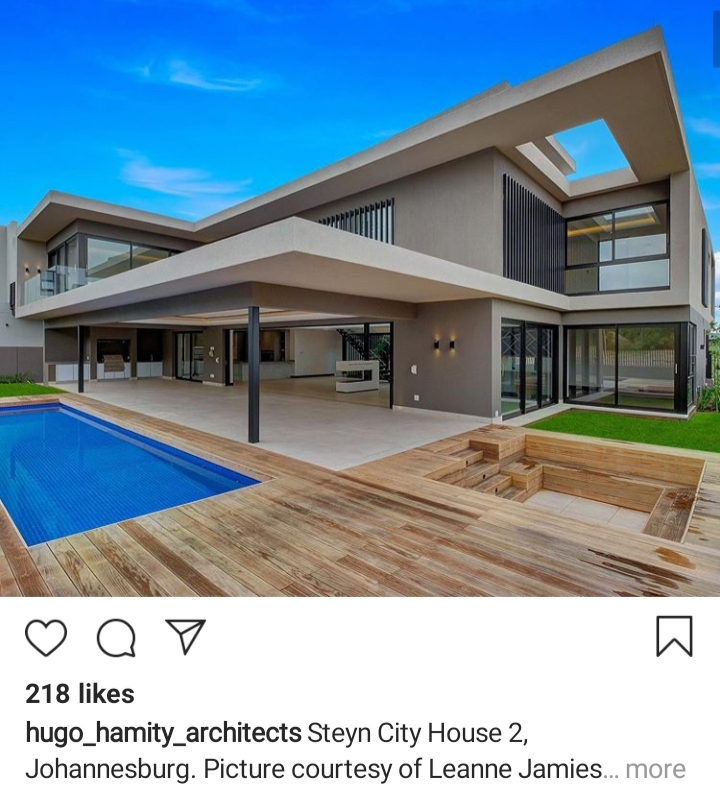 218 likes
hugo_hamity_architects Steyn City House 2,
Johannesburg. Picture courtesy of Leanne Jamies... more